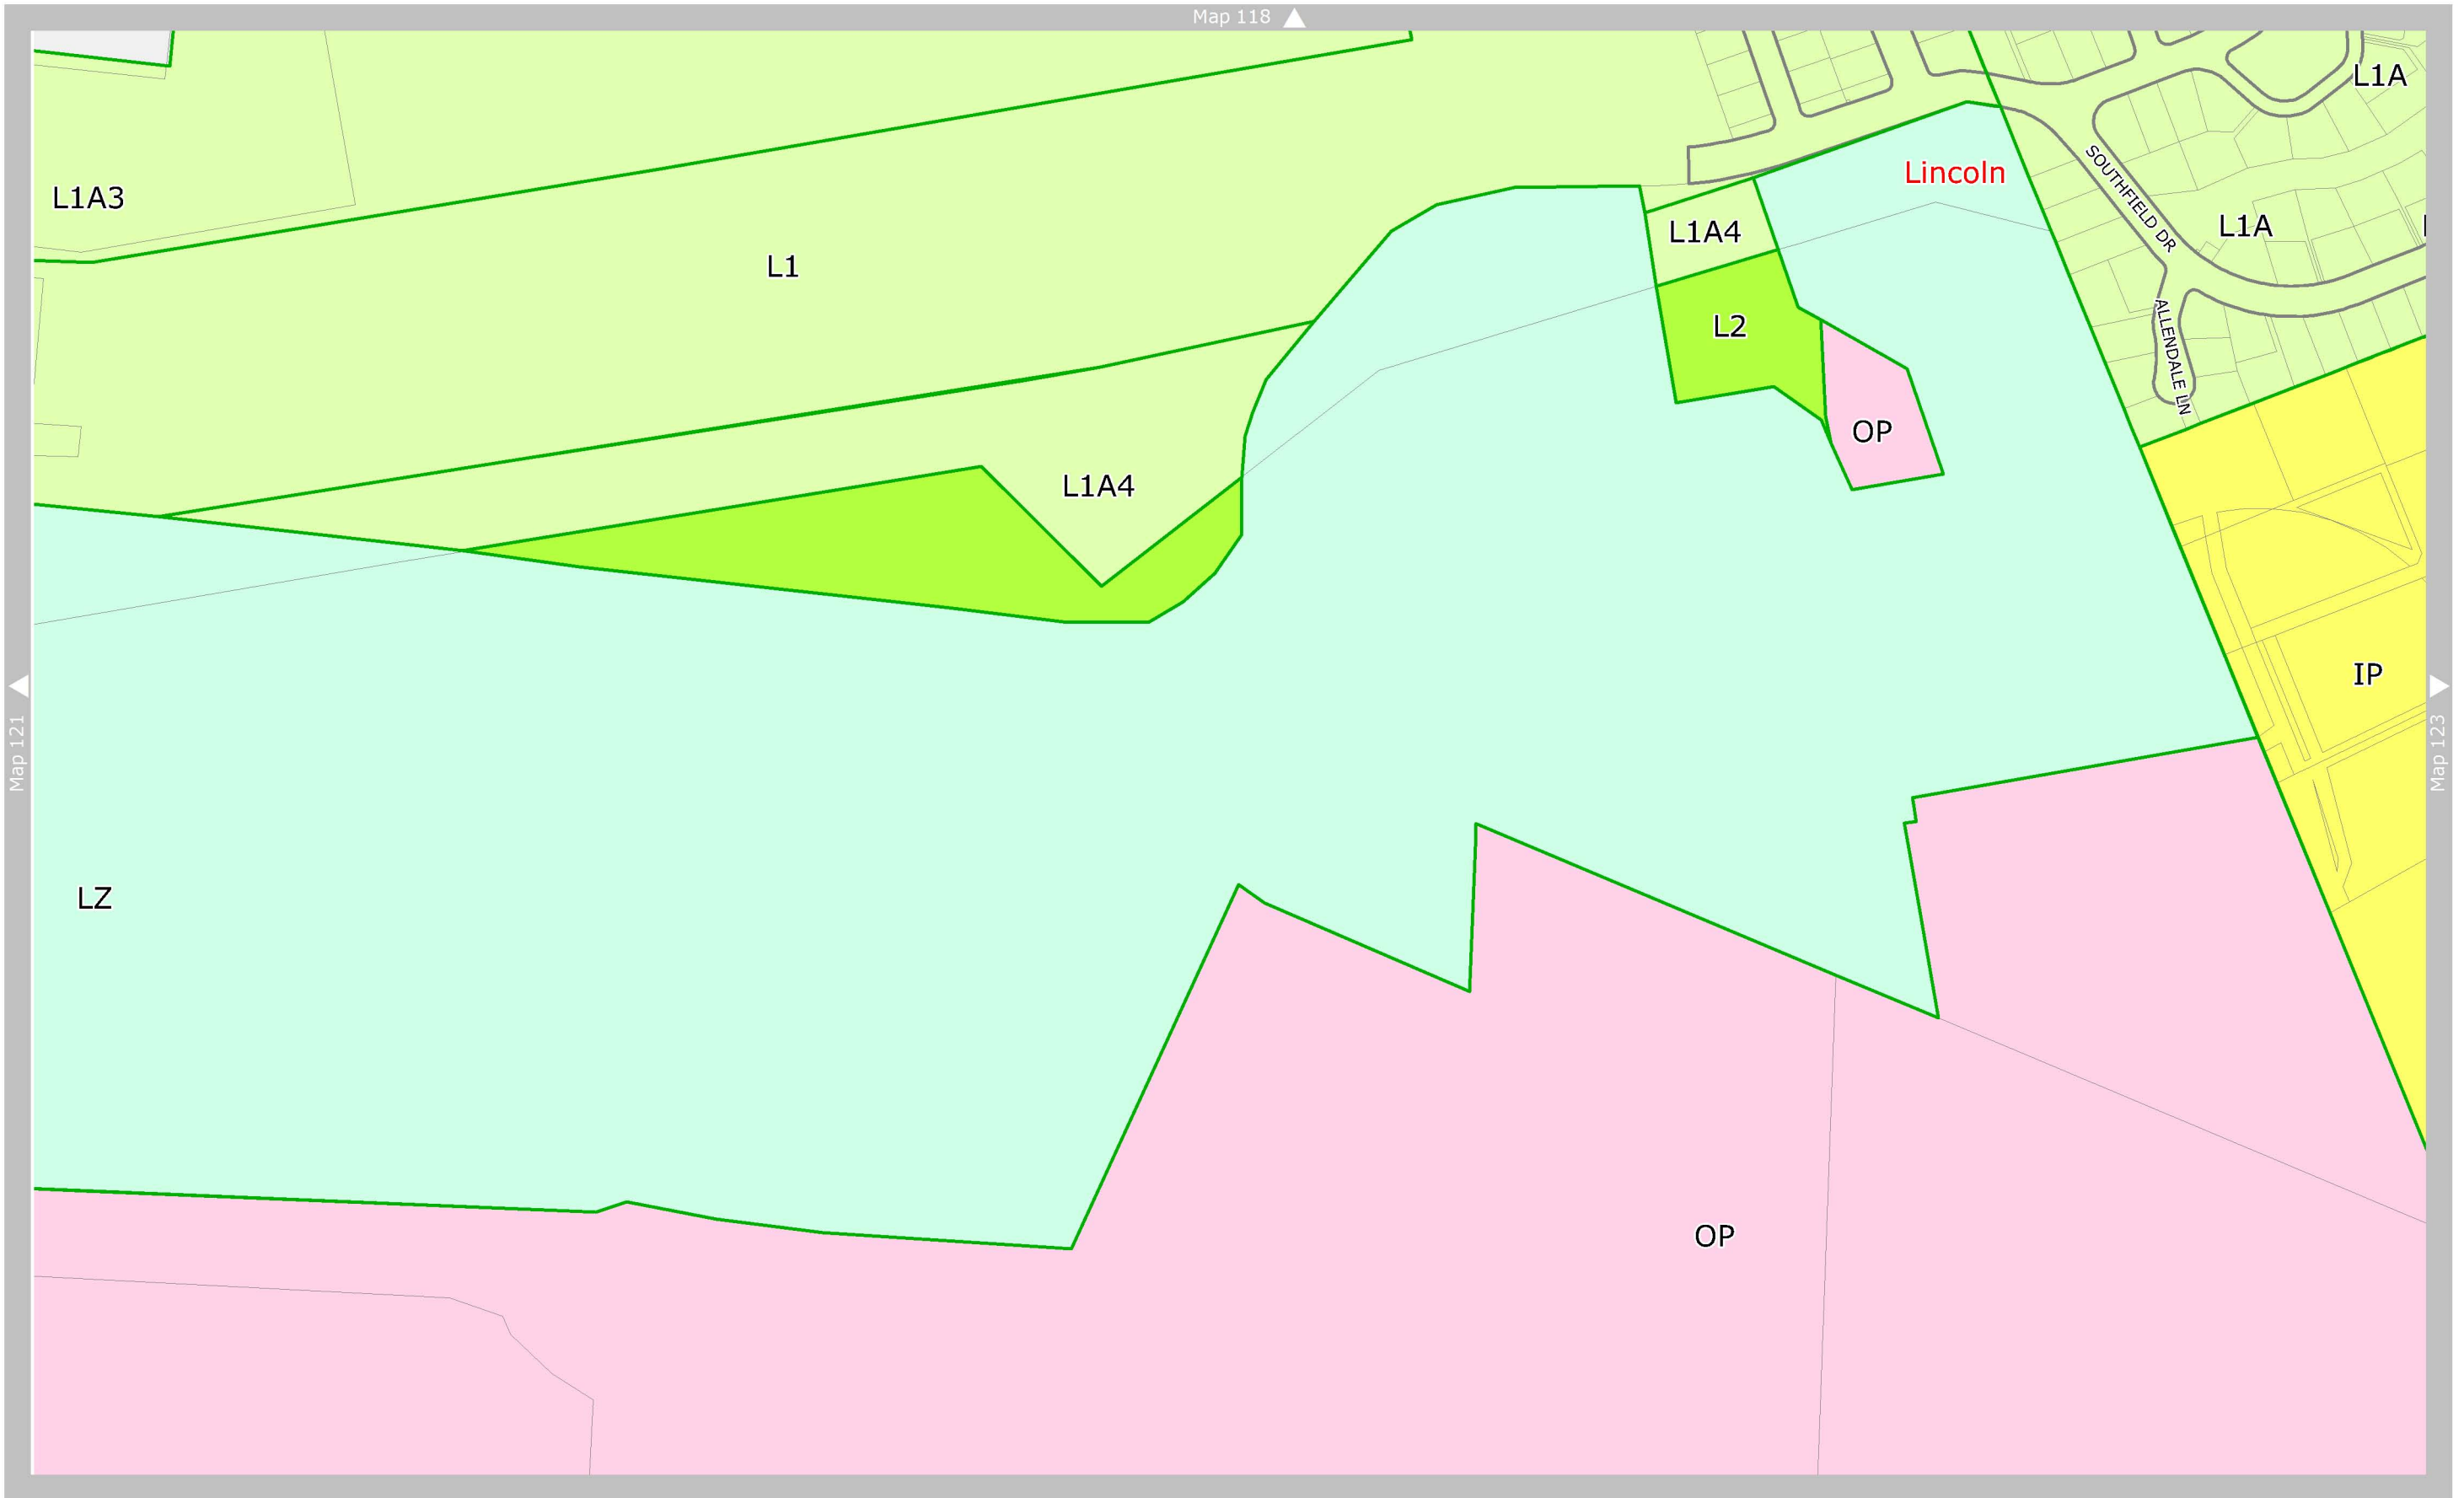 Map 118
L1A
L1A3
Lincoln
SOUTHFIELD DR
L1A
L1A4
L1
L2
ALLENDALE LN
OP
L1A4
IP
Map 121
Map 123
LZ
OP